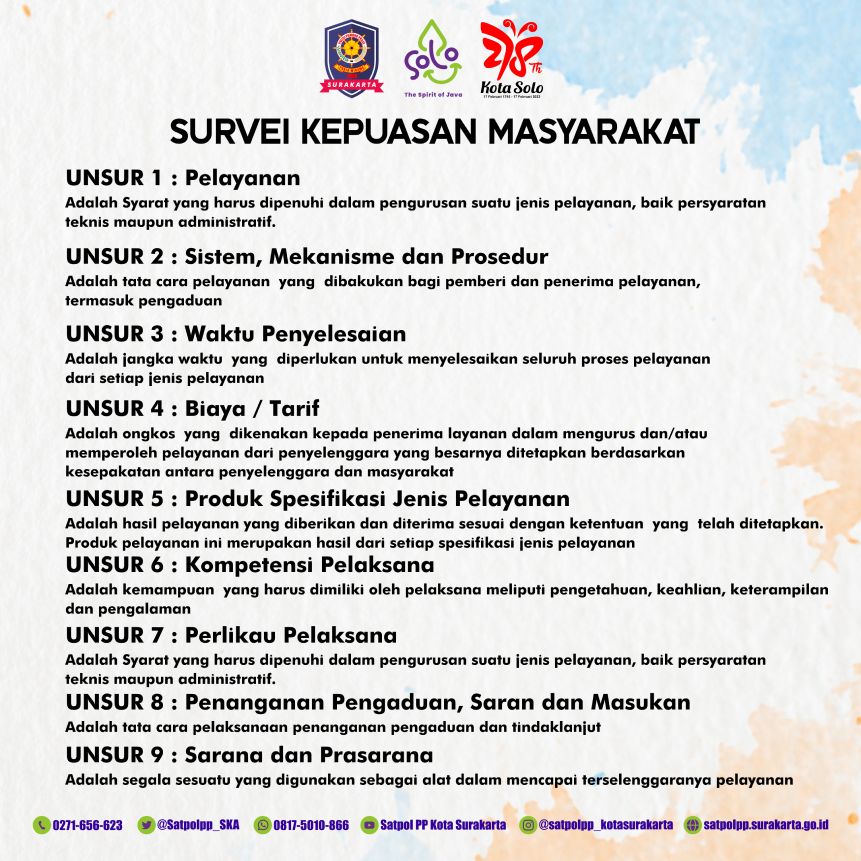 SURAKARTA
SOLO
The Spirit of Java
Th
Kota Solo
17 Februari 1745 - 17 Februari 2023
SURVEI KEPUASAN MASYARAKAT
UNSUR 1 : Pelayanan
Adalah Syarat yang harus dipenuhi dalam pengurusan suatu jenis pelayanan, baik persyaratan
teknis maupun administratif.
UNSUR 2 : Sistem, Mekanisme dan Prosedur
Adalah tata cara pelayanan yang dibakukan bagi pemberi dan penerima pelayanan,
termasuk pengaduan
UNSUR 3 : Waktu Penyelesaian
Adalah jangka waktu yang diperlukan untuk menyelesaikan seluruh proses pelayanan
dari setiap jenis pelayanan
UNSUR 4 : Biaya / Tarif
Adalah ongkos yang dikenakan kepada penerima layanan dalam mengurus dan/atau
memperoleh pelayanan dari penyelenggara yang besarnya ditetapkan berdasarkan
kesepakatan antara penyelenggara dan masyarakat
UNSUR 5 : Produk Spesifikasi Jenis Pelayanan
Adalah hasil pelayanan yang diberikan dan diterima sesuai dengan ketentuan yang telah ditetapkan.
Produk pelayanan ini merupakan hasil dari setiap spesifikasi jenis pelayanan
UNSUR 6 : Kompetensi Pelaksana
Adalah kemampuan yang harus dimiliki oleh pelaksana meliputi pengetahuan, keahlian, keterampilan
dan pengalaman
UNSUR 7 : Perlikau Pelaksana
Adalah Syarat yang harus dipenuhi dalam pengurusan suatu jenis pelayanan, baik persyaratan
teknis maupun administratif.
UNSUR 8 : Penanganan Pengaduan, Saran dan Masukan
Adalah tata cara pelaksanaan penanganan pengaduan dan tindaklanjut
UNSUR 9 : Sarana dan Prasarana
Adalah segala sesuatu yang digunakan sebagai alat dalam mencapai terselenggaranya pelayanan
0271-656-623 @Satpolpp_SKA 0817-5010-866 Satpol PP Kota Surakarta @satpolpp_kotasurakarta satpolpp.surakarta.go.id